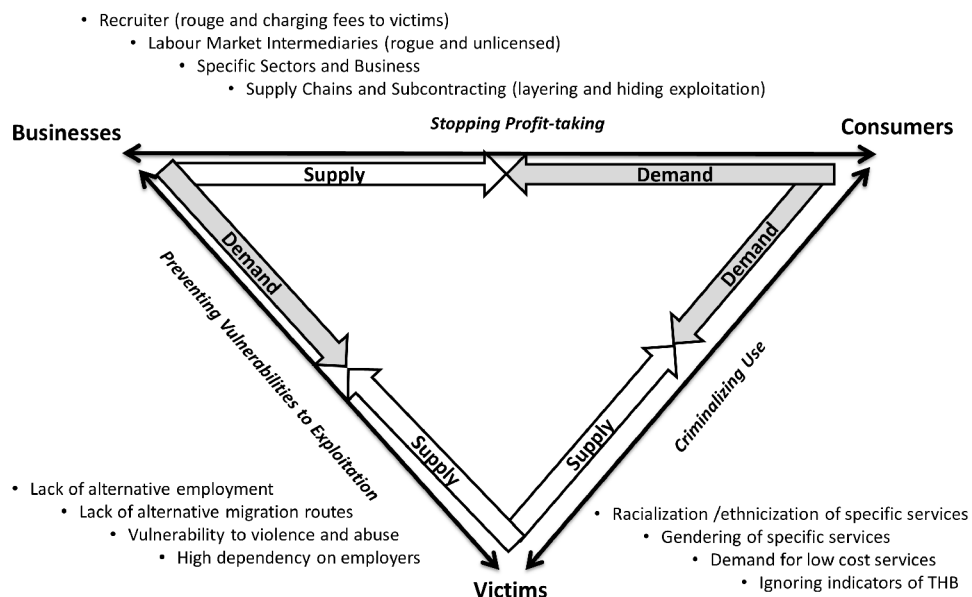 • Recruiter (rouge and charging fees to victims)
• Labour Market Intermediaries (rogue and unlicensed)
• Specific Sectors and Business
• Supply Chains and Subcontracting (layering and hiding exploitation)
Businesses
Stopping Profit-taking
Consumers
Supply
Demand
Demand
Demand
Preventing Vulnerabilities to Exploitation
Criminalizing Use
Supply
Supply
• Lack of alternative employment
• Lack of alternative migration routes
• Vulnerability to violence and abuse
• High dependency on employers
• Racialization /ethnicization of specific services
• Gendering of specific services
• Demand for low cost services
• Ignoring indicators of THB
Victims